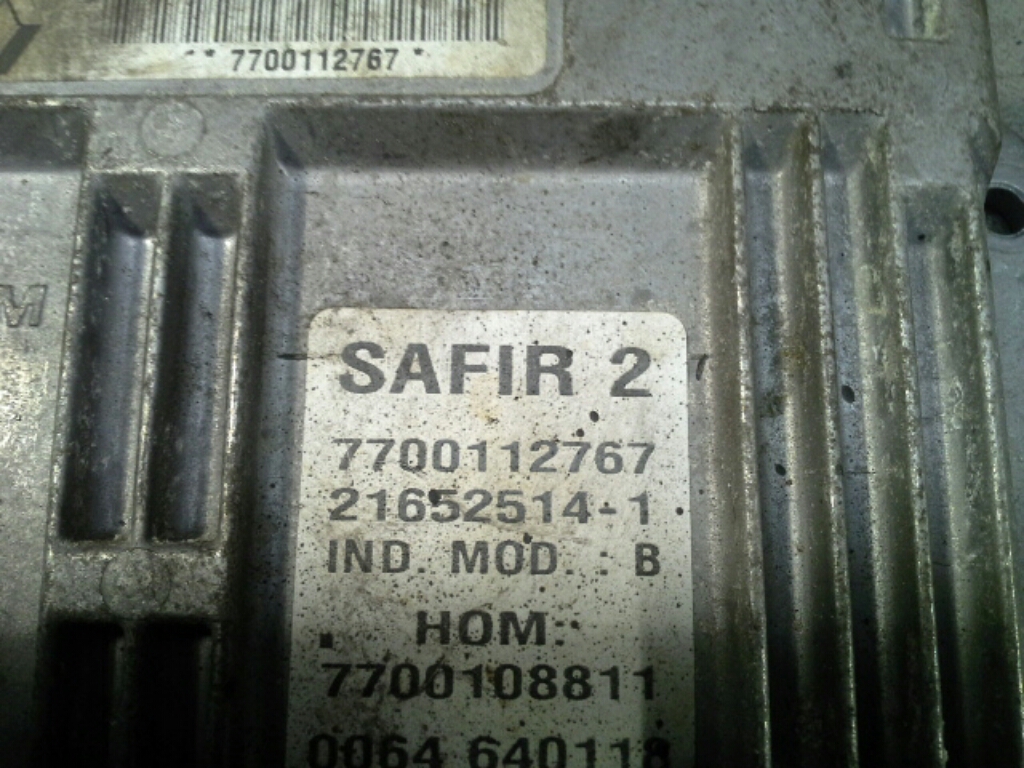 * * 7700112767 *
M
SAFIR 2
7700112767
21652514-1
IND. MOD. : B
HOM:
7700108811
0064 640118